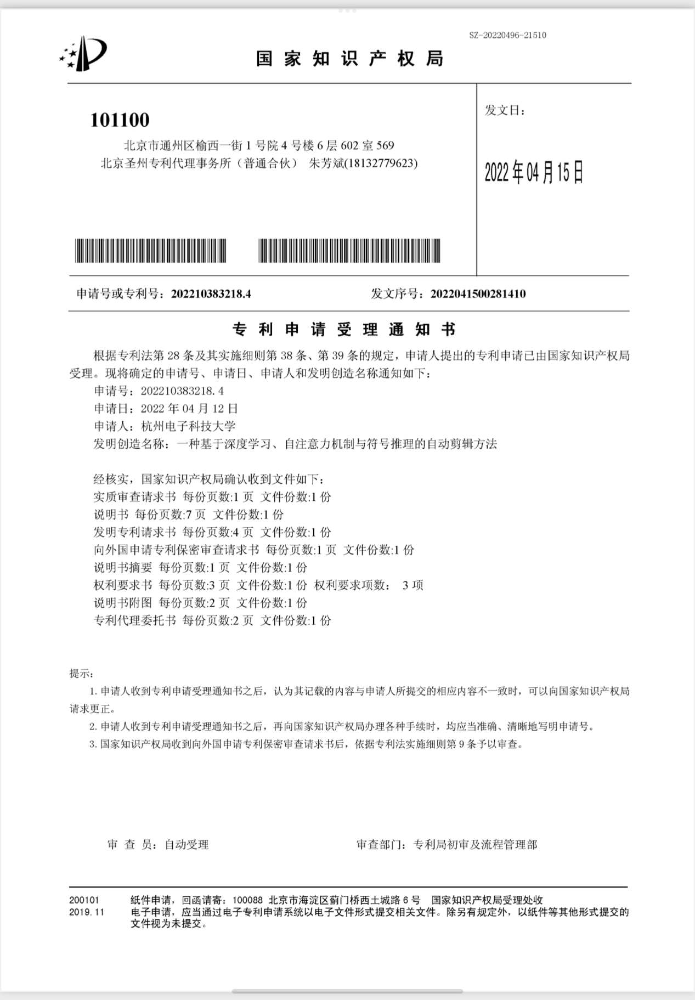 SZ-20220496-21510
国家知识产权局
101100
北京市通州区榆西一街 1 号院 4 号楼 6 层 602 室 569
北京圣州专利代理事务所（普通合伙） 朱芳斌(18132779623)
发文日：
2022 年 04 月 15 日
申请号或专利号：202210383218.4
发文序号：2022041500281410
专利申请受理通知书
根据专利法第 28 条及其实施细则第 38 条、第 39 条的规定，申请人提出的专利申请已由国家知识产权局
受理。现将确定的申请号、申请日、申请人和发明创造名称通知如下：
申请号：202210383218.4
申请日：2022 年 04 月 12 日
申请人：杭州电子科技大学
发明创造名称：一种基于深度学习、自注意力机制与符号推理的自动剪辑方法
经核实，国家知识产权局确认收到文件如下：
实质审查请求书 每份页数:1 页 文件份数:1 份
说明书 每份页数:7 页 文件份数:1 份
发明专利请求书 每份页数:4 页 文件份数:1 份
向外国申请专利保密审查请求书 每份页数:1 页 文件份数:1 份
说明书摘要 每份页数:1 页 文件份数:1 份
权利要求书 每份页数:3 页 文件份数:1 份 权利要求项数： 3 项
说明书附图 每份页数:2 页 文件份数:1 份
专利代理委托书 每份页数:2 页 文件份数:1 份
提示：
1. 申请人收到专利申请受理通知书之后，认为其记载的内容与申请人所提交的相应内容不一致时，可以向国家知识产权局
请求更正。
2. 申请人收到专利申请受理通知书之后，再向国家知识产权局办理各种手续时，均应当准确、清晰地写明申请号。
3. 国家知识产权局收到向外国申请专利保密审查请求书后，依据专利法实施细则第 9 条予以审查。
审 查 员：自动受理
审查部门：专利局初审及流程管理部
200101 纸件申请，回函请寄：100088 北京市海淀区蓟门桥西土城路 6 号 国家知识产权局受理处收
2019.11 电子申请，应当通过电子专利申请系统以电子文件形式提交相关文件。除另有规定外，以纸件等其他形式提交的
文件视为未提交。